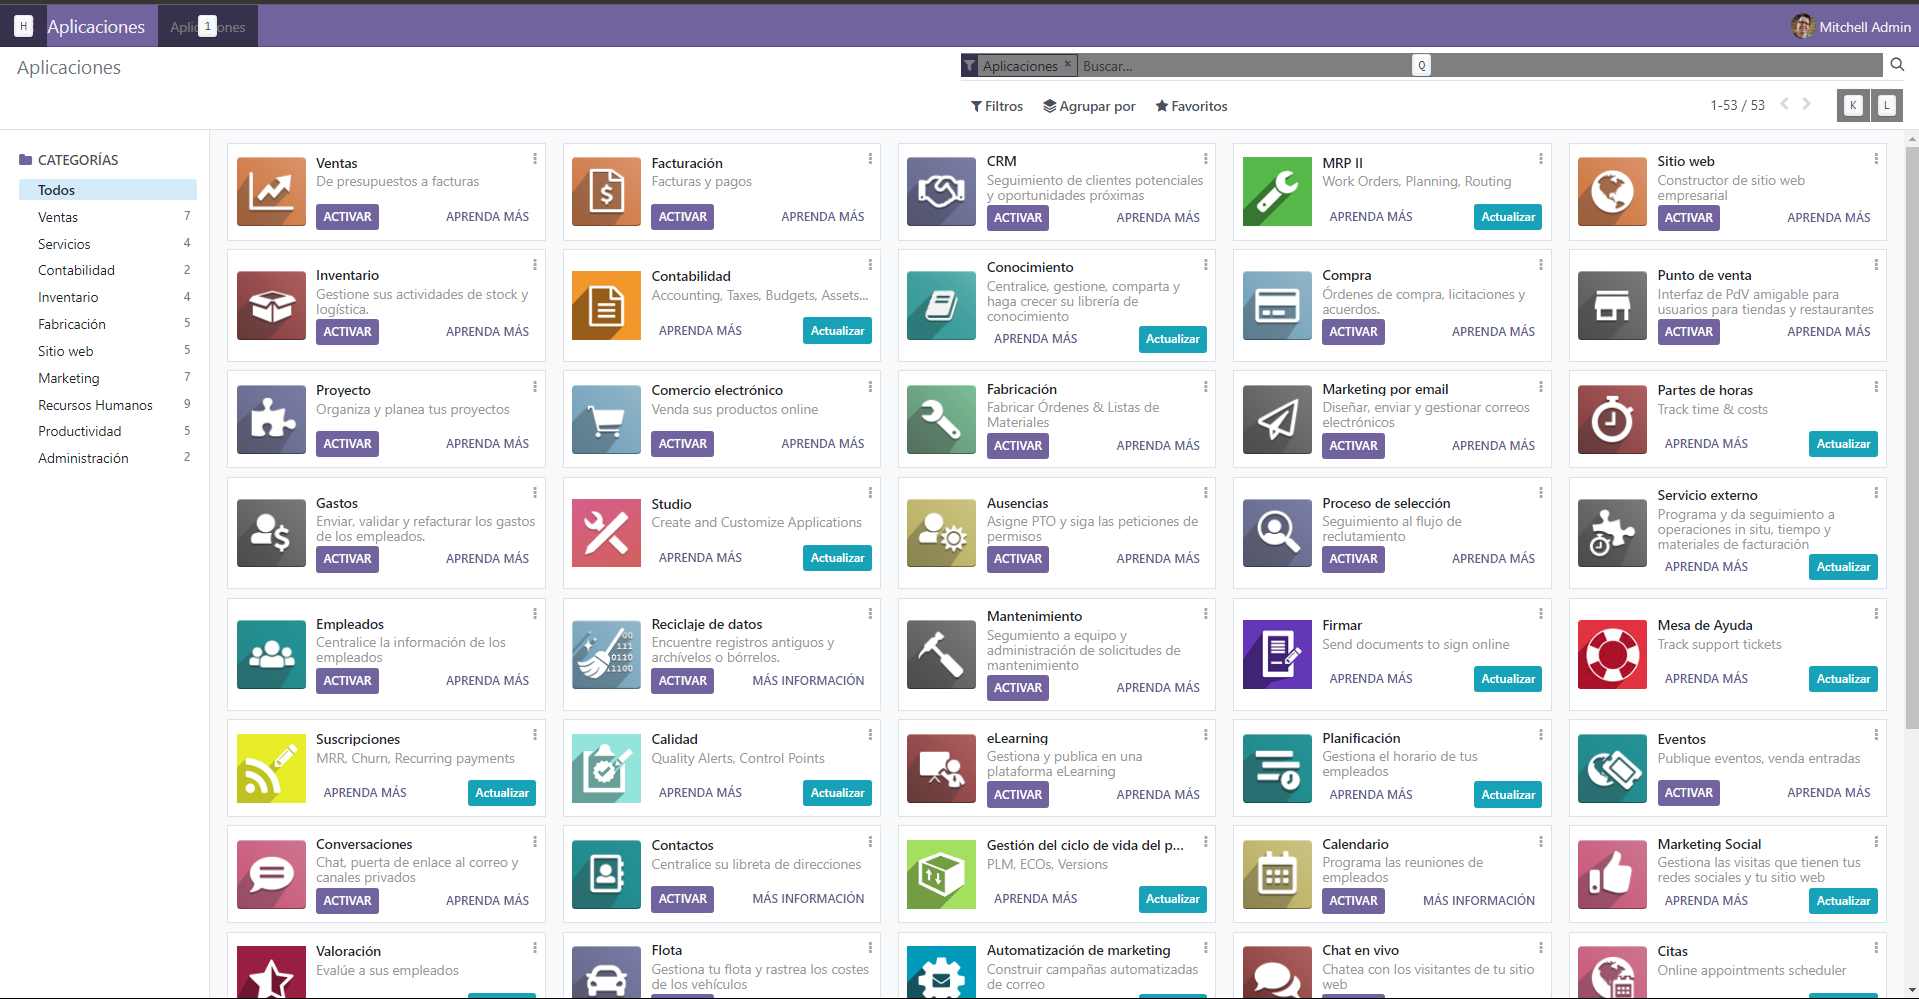 H
Aplicaciones
Aplicaciones
1
Mitchell Admin
Aplicaciones
Aplicaciones ×
Buscar...
Q
Filtros
Agrupar por
Favoritos
1-53 / 53
K
L
CATEGORÍAS
Todos
Ventas 7
Servicios 4
Contabilidad 2
Inventario 4
Fabricación 5
Sitio web 5
Marketing 7
Recursos Humanos 9
Productividad 5
Administración 2
Ventas
De presupuestos a facturas
ACTIVAR
APRENDA MÁS
Facturación
Facturas y pagos
ACTIVAR
APRENDA MÁS
CRM
Seguimiento de clientes potenciales
y oportunidades próximas
ACTIVAR
APRENDA MÁS
MRP II
Work Orders, Planning, Routing
APRENDA MÁS
Actualizar
Sitio web
Constructor de sitio web
empresarial
ACTIVAR
APRENDA MÁS
Inventario
Gestione sus actividades de stock y
logística.
ACTIVAR
APRENDA MÁS
Contabilidad
Accounting, Taxes, Budgets, Assets...
APRENDA MÁS
Actualizar
Conocimiento
Centralice, gestione, comparta y
haga crecer su librería de
conocimiento
APRENDA MÁS
Actualizar
Compra
Órdenes de compra, licitaciones y
acuerdos.
ACTIVAR
APRENDA MÁS
Punto de venta
Interfaz de PdV amigable para
usuarios para tiendas y restaurantes
ACTIVAR
APRENDA MÁS
Proyecto
Organiza y planea tus proyectos
ACTIVAR
APRENDA MÁS
Comercio electrónico
Venda sus productos online
ACTIVAR
APRENDA MÁS
Fabricación
Fabricar Órdenes & Listas de
Materiales
ACTIVAR
APRENDA MÁS
Marketing por email
Diseñar, enviar y gestionar correos
electrónicos
ACTIVAR
APRENDA MÁS
Partes de horas
Track time & costs
APRENDA MÁS
Actualizar
Gastos
Enviar, validar y refacturar los gastos
de los empleados.
ACTIVAR
APRENDA MÁS
Studio
Create and Customize Applications
APRENDA MÁS
Actualizar
Ausencias
Asigne PTO y siga las peticiones de
permisos
ACTIVAR
APRENDA MÁS
Proceso de selección
Seguimiento al flujo de
reclutamiento
ACTIVAR
APRENDA MÁS
Servicio externo
Programa y da seguimiento a
operaciones in situ, tiempo y
materiales de facturación
APRENDA MÁS
Actualizar
Empleados
Centralice la información de los
empleados
ACTIVAR
APRENDA MÁS
Reciclaje de datos
Encuentre registros antiguos y
archívelos o bórrelos.
ACTIVAR
MÁS INFORMACIÓN
Mantenimiento
Segumiento a equipo y
administración de solicitudes de
mantenimiento
ACTIVAR
APRENDA MÁS
Firmar
Send documents to sign online
APRENDA MÁS
Actualizar
Mesa de Ayuda
Track support tickets
APRENDA MÁS
Actualizar
Suscripciones
MRR, Churn, Recurring payments
APRENDA MÁS
Actualizar
Calidad
Quality Alerts, Control Points
APRENDA MÁS
Actualizar
eLearning
Gestiona y publica en una
plataforma eLearning
ACTIVAR
APRENDA MÁS
Planificación
Gestiona el horario de tus
empleados
APRENDA MÁS
Actualizar
Eventos
Publique eventos, venda entradas
ACTIVAR
APRENDA MÁS
Conversaciones
Chat, puerta de enlace al correo y
canales privados
ACTIVAR
APRENDA MÁS
Contactos
Centralice su libreta de direcciones
ACTIVAR
MÁS INFORMACIÓN
Gestión del ciclo de vida del p...
PLM, ECOs, Versions
APRENDA MÁS
Actualizar
Calendario
Programa las reuniones de
empleados
ACTIVAR
MÁS INFORMACIÓN
Marketing Social
Gestiona las visitas que tienen tus
redes sociales y tu sitio web
APRENDA MÁS
Actualizar
Valoración
Evalúe a sus empleados
Flota
Gestiona tu flota y rastrea los costes
de los vehículos
Automatización de marketing
Construir campañas automatizadas
de correo
Chat en vivo
Chatea con los visitantes de tu sitio
web
Citas
Online appointments scheduler